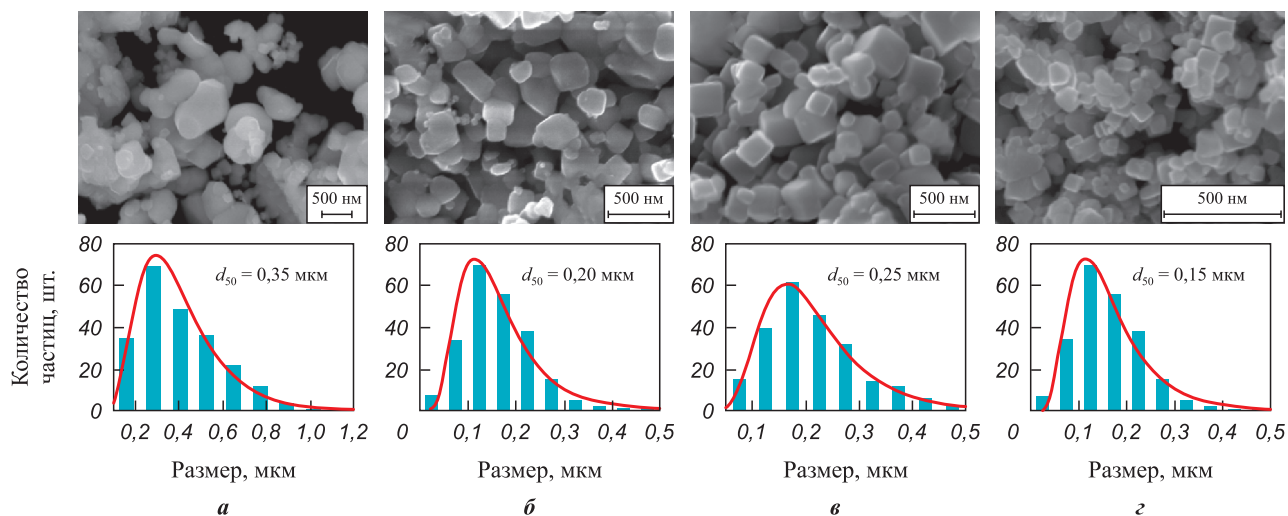 500 нм
500 нм
500 нм
500 нм
Количество
частиц, шт.
80
60
40
20
0
d50 = 0,35 мкм
0,2 0,4 0,6 0,8 1,0 1,2
Размер, мкм
а
80
60
40
20
0
d50 = 0,20 мкм
0,1 0,2 0,3 0,4 0,5
Размер, мкм
б
80
60
40
20
0
d50 = 0,25 мкм
0,1 0,2 0,3 0,4 0,5
Размер, мкм
в
80
60
40
20
0
d50 = 0,15 мкм
0,1 0,2 0,3 0,4 0,5
Размер, мкм
г